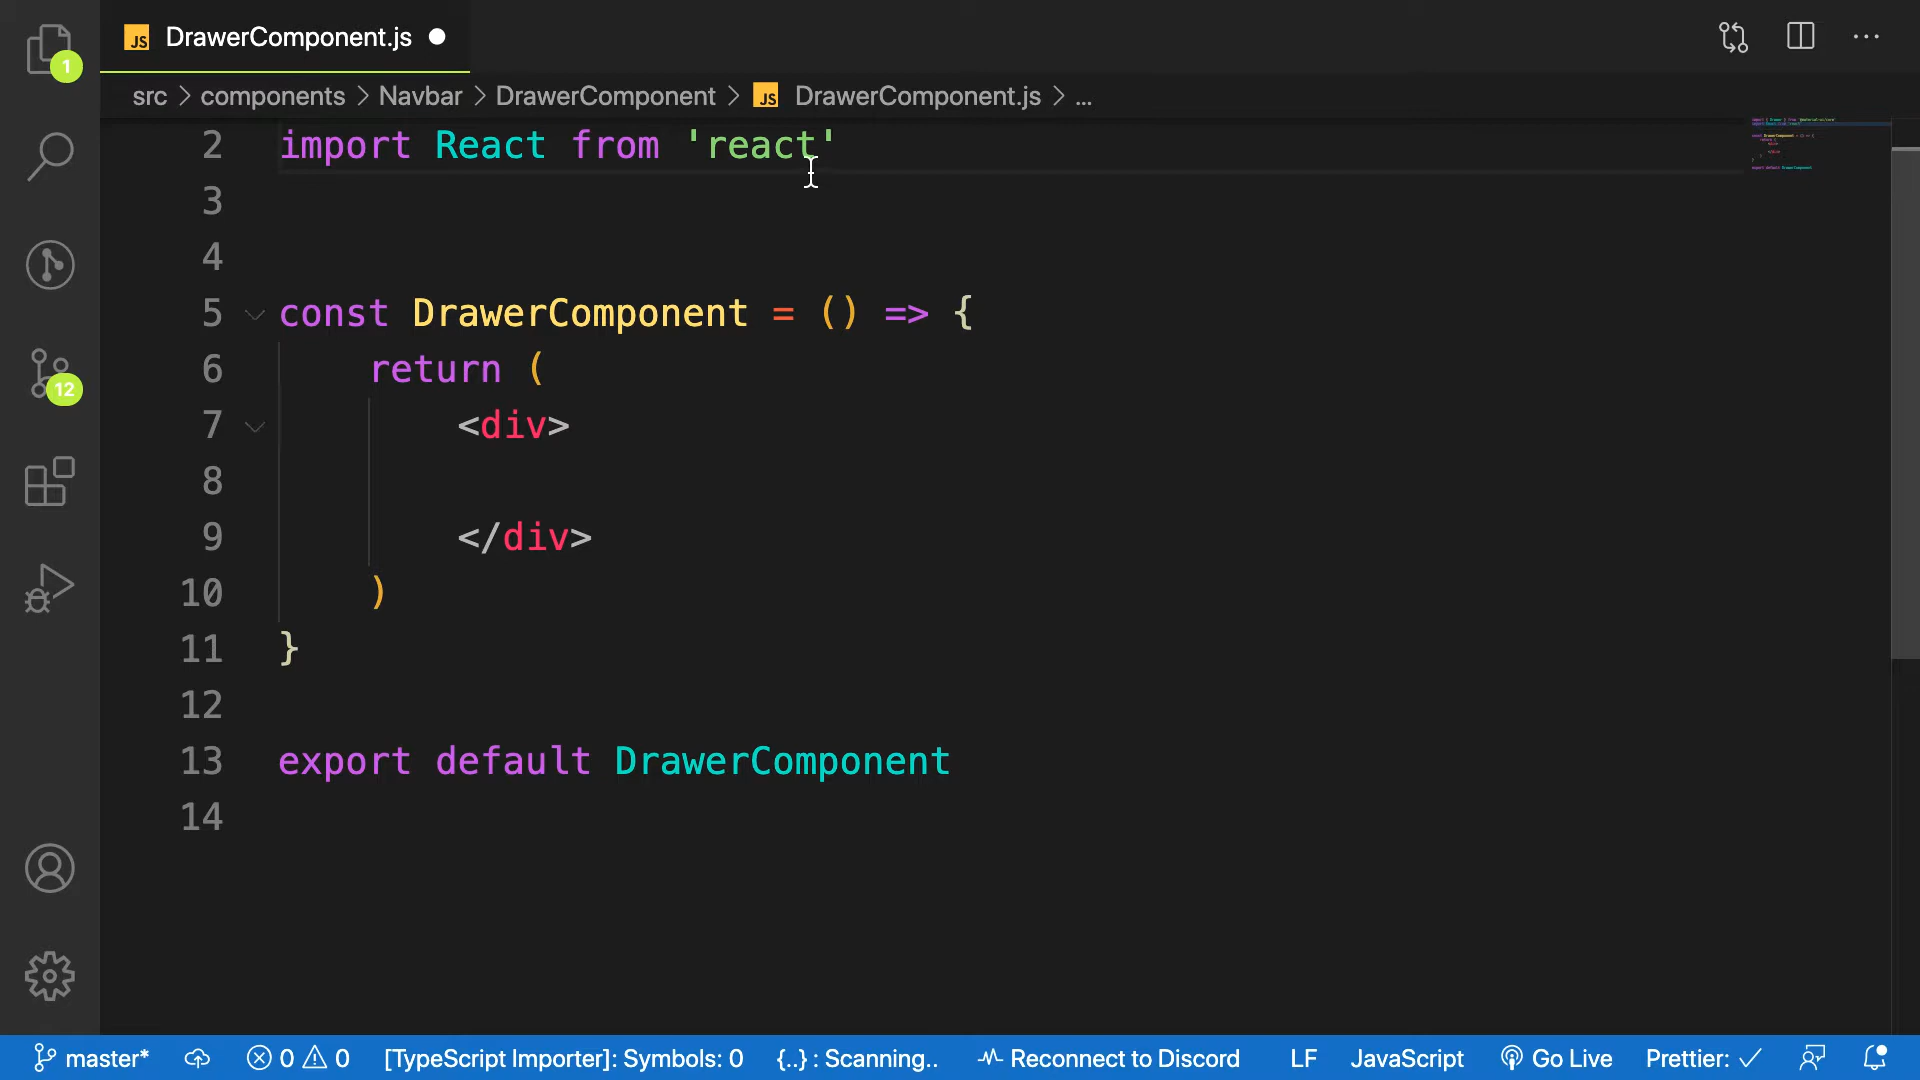 JS DrawerComponent.js
1
src > components > Navbar > DrawerComponent > JS DrawerComponent.js > ...
2 import React from 'react'
3
4
5 const DrawerComponent = () => {
6 return (
7 <div>
8
9 </div>
10 )
11 }
12
13 export default DrawerComponent
14
12
master* 0 0 [TypeScript Importer]: Symbols: 0 {..} : Scanning.. Reconnect to Discord LF JavaScript Go Live Prettier: ✓